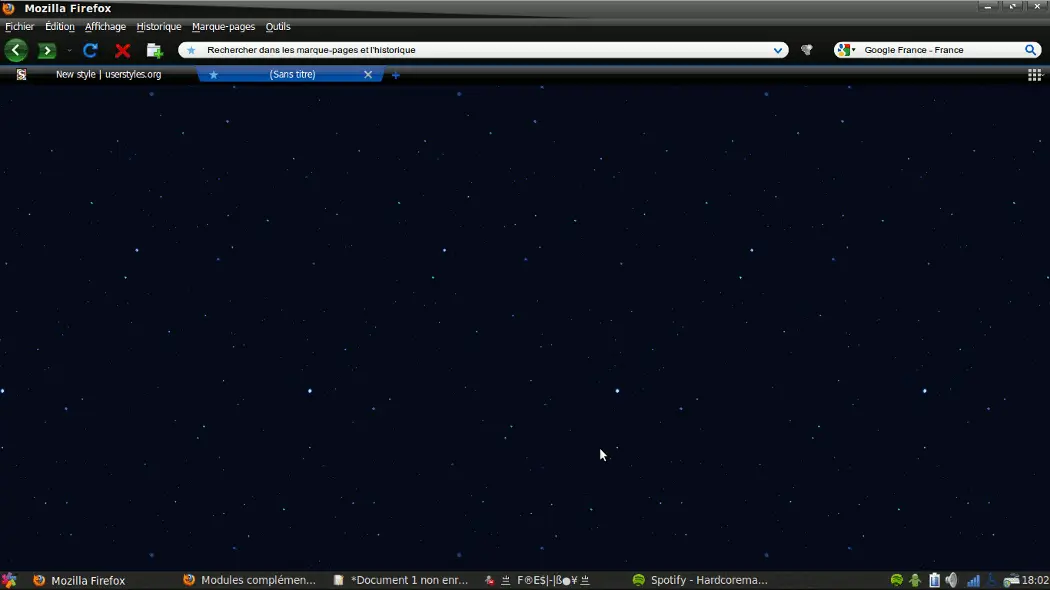 Mozilla Firefox
Fichier Édition Affichage Historique Marque-pages Outils
Rechercher dans les marque-pages et l'historique
Google France - France
New style | userstyles.org
(Sans titre)
Mozilla Firefox
Modules complémen...
*Document 1 non enr...
F®E$|-|ß●¥
Spotify - Hardcorema...
18:02